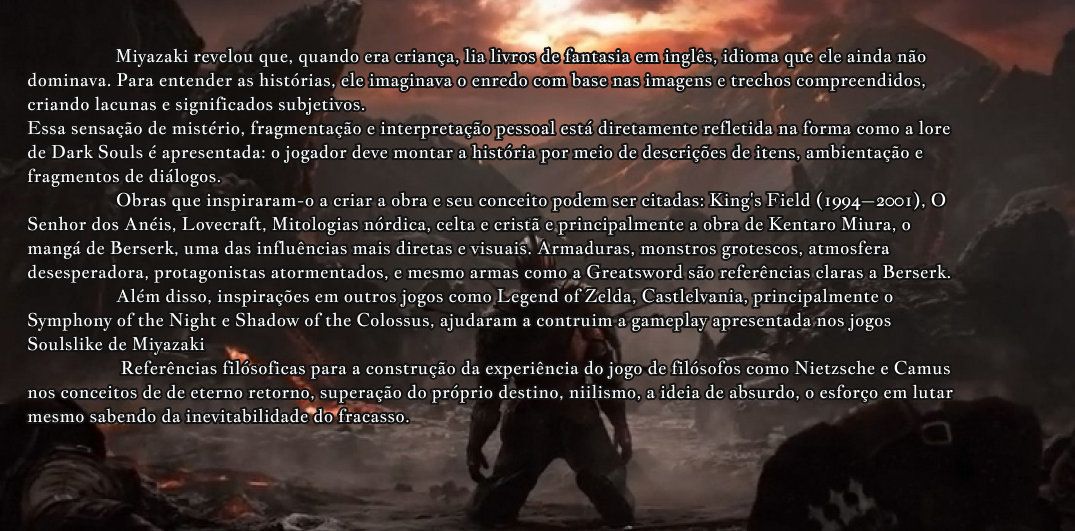 Miyazaki revelou que, quando era criança, lia livros de fantasia em inglês, idioma que ele ainda não
dominava. Para entender as histórias, ele imaginava o enredo com base nas imagens e trechos compreendidos,
criando lacunas e significados subjetivos.
Essa sensação de mistério, fragmentação e interpretação pessoal está diretamente refletida na forma como a lore
de Dark Souls é apresentada: o jogador deve montar a história por meio de descrições de itens, ambientação e
fragmentos de diálogos.
Obras que inspiraram-o a criar a obra e seu conceito podem ser citadas: King's Field (1994—2001), O
Senhor dos Anéis, Lovecraft, Mitologias nórdica, celta e cristã e principalmente a obra de Kentaro Miura, o
mangá de Berserk, uma das influências mais diretas e visuais. Armaduras, monstros grotescos, atmosfera
desesperadora, protagonistas atormentados, e mesmo armas como a Greatsword são referências claras a Berserk.
Além disso, inspirações em outros jogos como Legend of Zelda, Castlelvania, principalmente o
Symphony of the Night e Shadow of the Colossus, ajudaram a contruim a gameplay apresentada nos jogos
Soulslike de Miyazaki
Referências filósoficas para a construção da experiência do jogo de filósofos como Nietzsche e Camus
nos conceitos de de eterno retorno, superação do próprio destino, niilismo, a ideia de absurdo, o esforço em lutar
mesmo sabendo da inevitabilidade do fracasso.